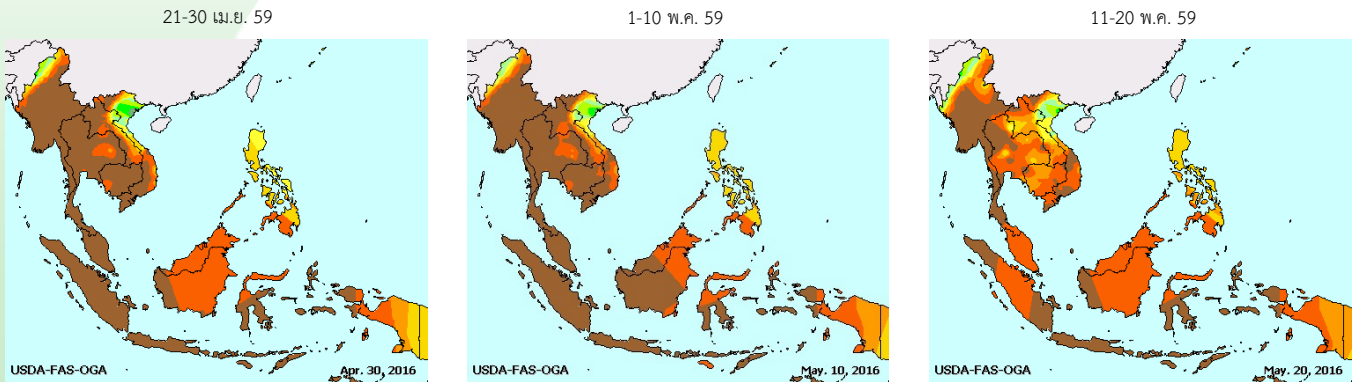 21-30 เม.ย. 59
1-10 พ.ค. 59
11-20 พ.ค. 59
USDA-FAS-OGA
Apr. 30, 2016
USDA-FAS-OGA
May. 10, 2016
USDA-FAS-OGA
May. 20, 2016